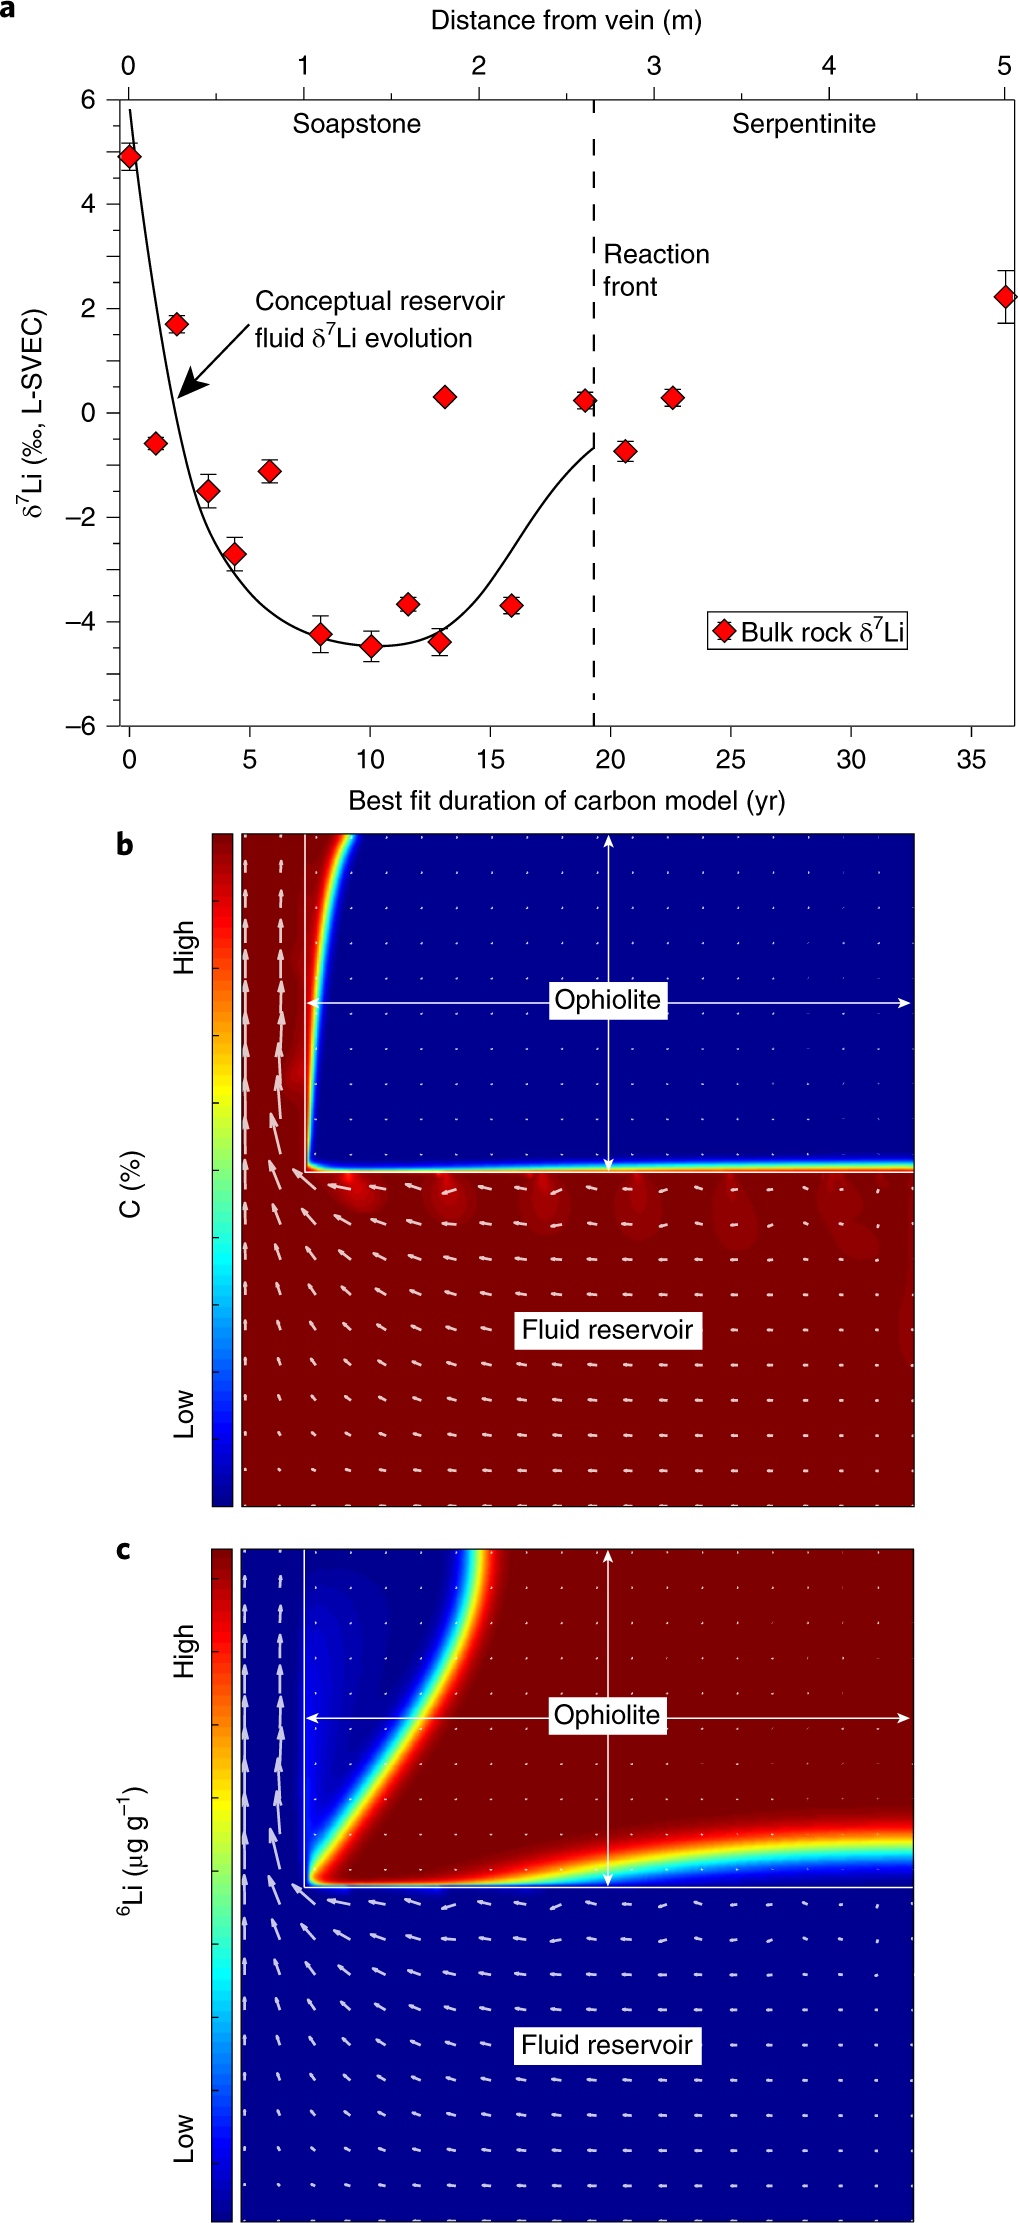 a
Distance from vein (m)
0 1 2 3 4 5
6
4
2
0
−2
−4
−6
δ⁷Li (‰, L-SVEC)
Soapstone
Serpentinite
Reaction
front
Conceptual reservoir
fluid δ⁷Li evolution
Bulk rock δ⁷Li
0 5 10 15 20 25 30 35
Best fit duration of carbon model (yr)
b
High
C (%)
Low
Ophiolite
Fluid reservoir
c
High
⁶Li (μg g⁻¹)
Low
Ophiolite
Fluid reservoir